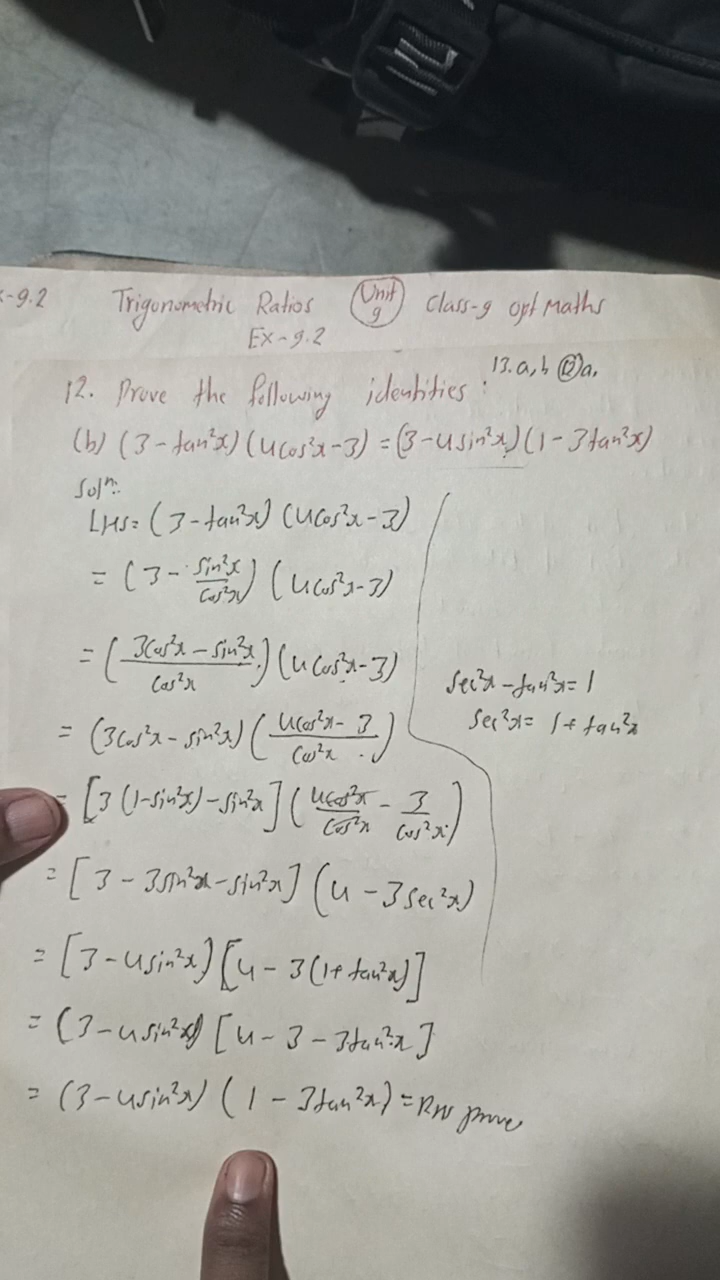 x-9.2 Trigonometric Ratios Unit 9 Class-9 opt Maths
Ex-9.2
13. a, b (12) a,
12. Prove the following identities:
(b) (3-tan²x)(4cos²x-3) = (3-4sin²x)(1-3tan²x)
Solⁿ:
LHS= (3-tan²x) (4cos²x-3)
= (3 - sin²x/cos²x) (4cos²x-3)
= (3cos²x - sin²x/cos²x) (4cos²x-3)
sec²x - tan²x = 1
sec²x = 1+ tan²x
= (3cos²x - sin²x) (4cos²x - 3/cos²x)
= [3 (1-sin²x) - sin²x] (4cos²x/cos²x - 3/cos²x)
= [3 - 3sin²x - sin²x] (4 - 3sec²x)
= [3-4sin²x) [4 - 3(1+tan²x)]
= (3-4sin²x) [4 - 3 - 3tan²x]
= (3-4sin²x) (1 - 3tan²x) = RHS prove